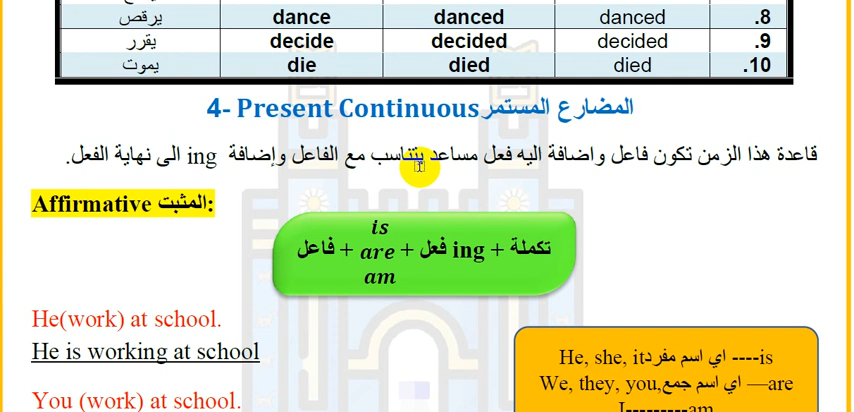 يرقص dance danced danced .8
يقرر decide decided decided .9
يموت die died died .10
4- Present Continuous المضارع المستمر
قاعدة هذا الزمن تكون فاعل واضافة اليه فعل مساعد يتناسب مع الفاعل وإضافة ing الى نهاية الفعل.
Affirmative المثبت:
is
فاعل + are + فعل ing + تكملة
am
He(work) at school.
He is working at school
He, she, it اي اسم مفرد ----is
We, they, you, اي اسم جمع —are
You (work) at school.
I---------am